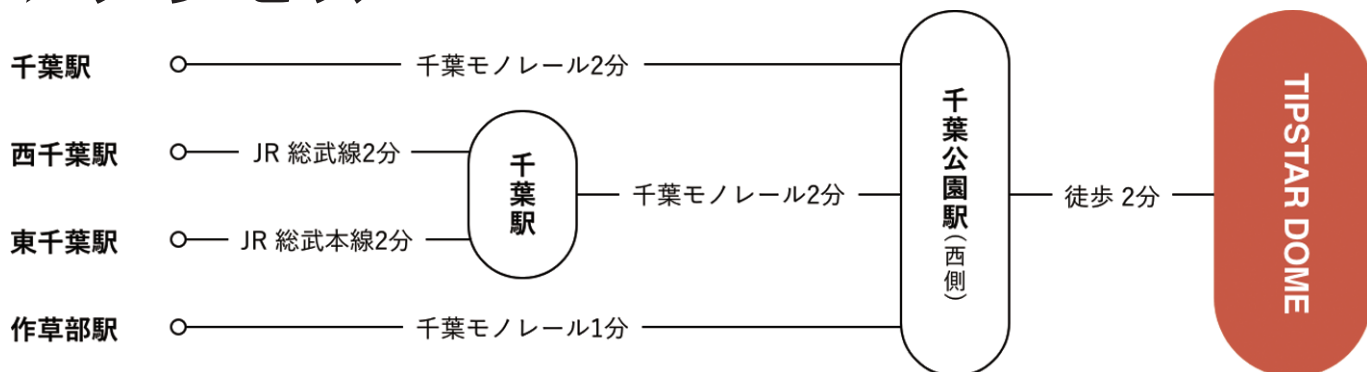 千葉駅
千葉モノレール2分
西千葉駅
JR 総武線2分
東千葉駅
JR 総武本線2分
千葉駅
千葉モノレール2分
作草部駅
千葉モノレール1分
千葉公園駅(西側)
徒歩 2分
TIPSTAR DOME